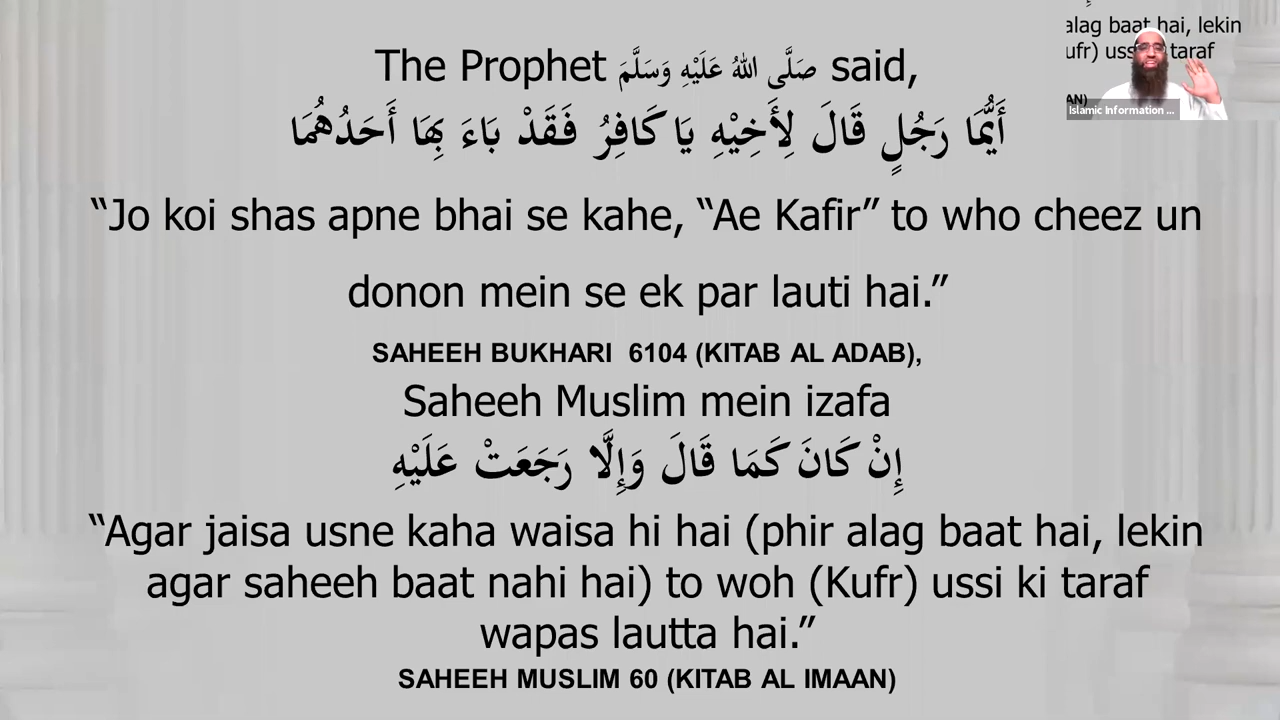 The Prophet صَلَّى اللهُ عَلَيْهِ وَسَلَّمَ said,
أَيُّمَا رَجُلٍ قَالَ لِأَخِيْهِ يَا كَافِرُ فَقَدْ بَاءَ بِهَا أَحَدُهُمَا
“Jo koi shas apne bhai se kahe, “Ae Kafir” to who cheez un
donon mein se ek par lauti hai.”
SAHEEH BUKHARI 6104 (KITAB AL ADAB),
Saheeh Muslim mein izafa
إِنْ كَانَ كَمَا قَالَ وَإِلَّا رَجَعَتْ عَلَيْهِ
“Agar jaisa usne kaha waisa hi hai (phir alag baat hai, lekin
agar saheeh baat nahi hai) to woh (Kufr) ussi ki taraf
wapas lautta hai.”
SAHEEH MUSLIM 60 (KITAB AL IMAAN)
alag baat hai, lekin
ufr) taraf
AN)
Islamic Information ...